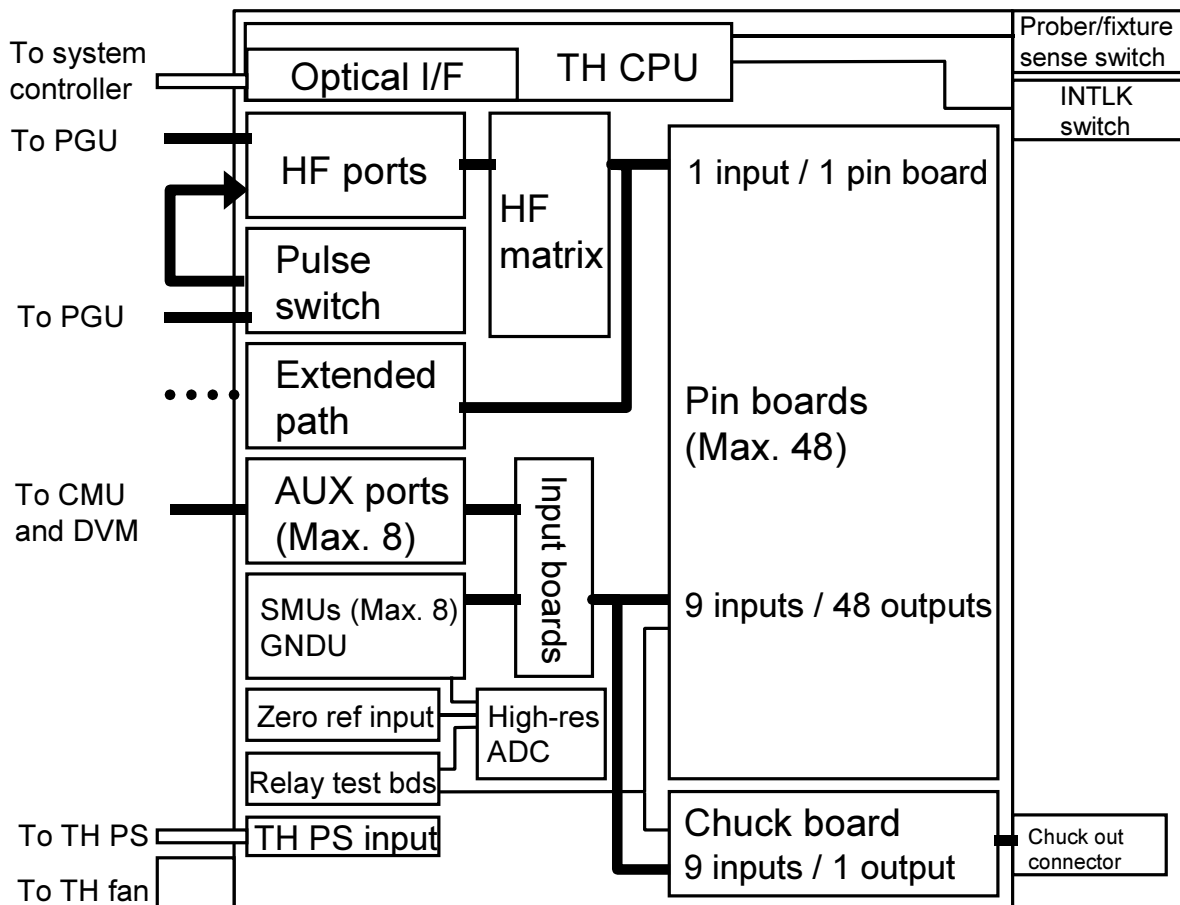 To system
controller
Optical I/F
TH CPU
Prober/fixture
sense switch
INTLK
switch
To PGU
HF ports
HF
matrix
1 input / 1 pin board
Pulse
switch
To PGU
Extended
path
Pin boards
(Max. 48)
To CMU
and DVM
AUX ports
(Max. 8)
Input boards
SMUs (Max. 8)
GNDU
9 inputs / 48 outputs
Zero ref input
High-res
ADC
Relay test bds
To TH PS
TH PS input
Chuck board
9 inputs / 1 output
Chuck out
connector
To TH fan